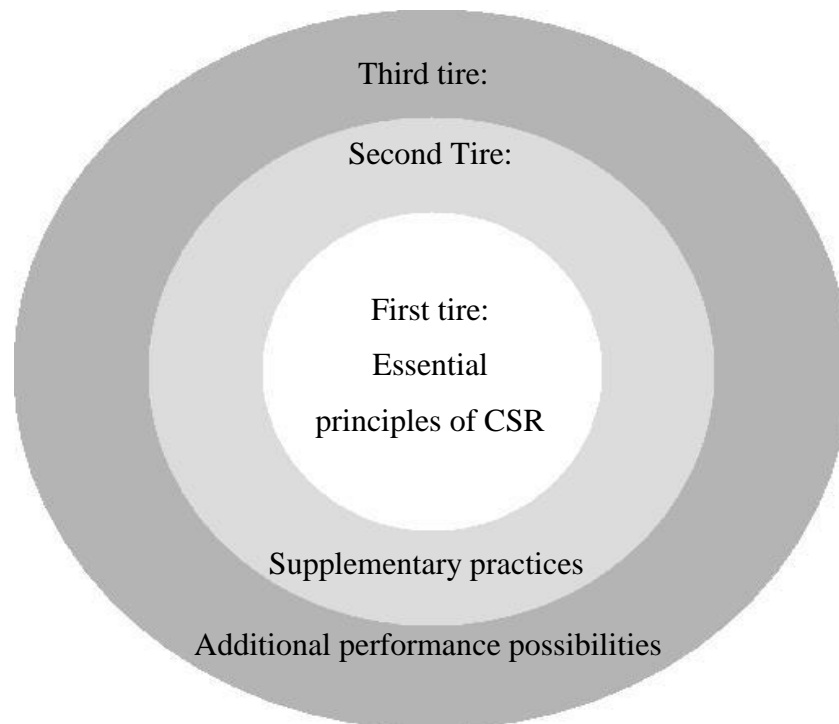 Third tire:
Second Tire:
First tire:
Essential
principles of CSR
Supplementary practices
Additional performance possibilities